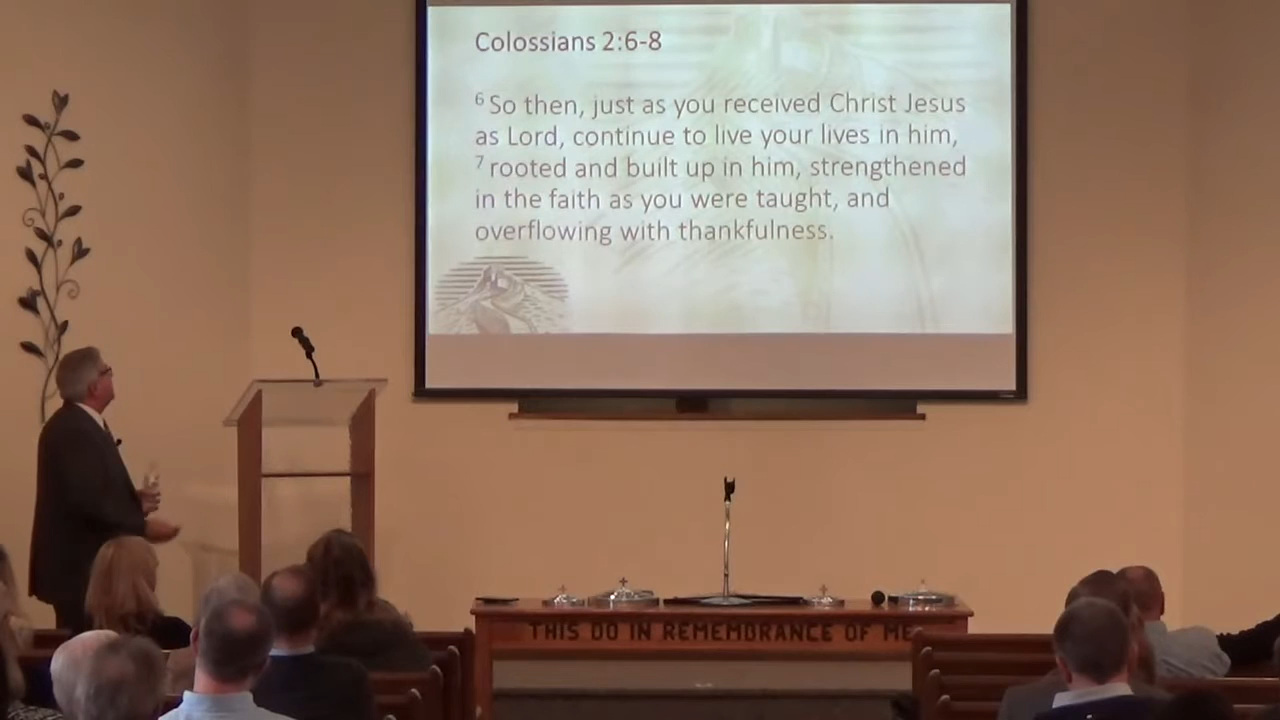 Colossians 2:6-8
6 So then, just as you received Christ Jesus
as Lord, continue to live your lives in him,
7 rooted and built up in him, strengthened
in the faith as you were taught, and
overflowing with thankfulness.
THIS DO IN REMEMBRANCE OF ME